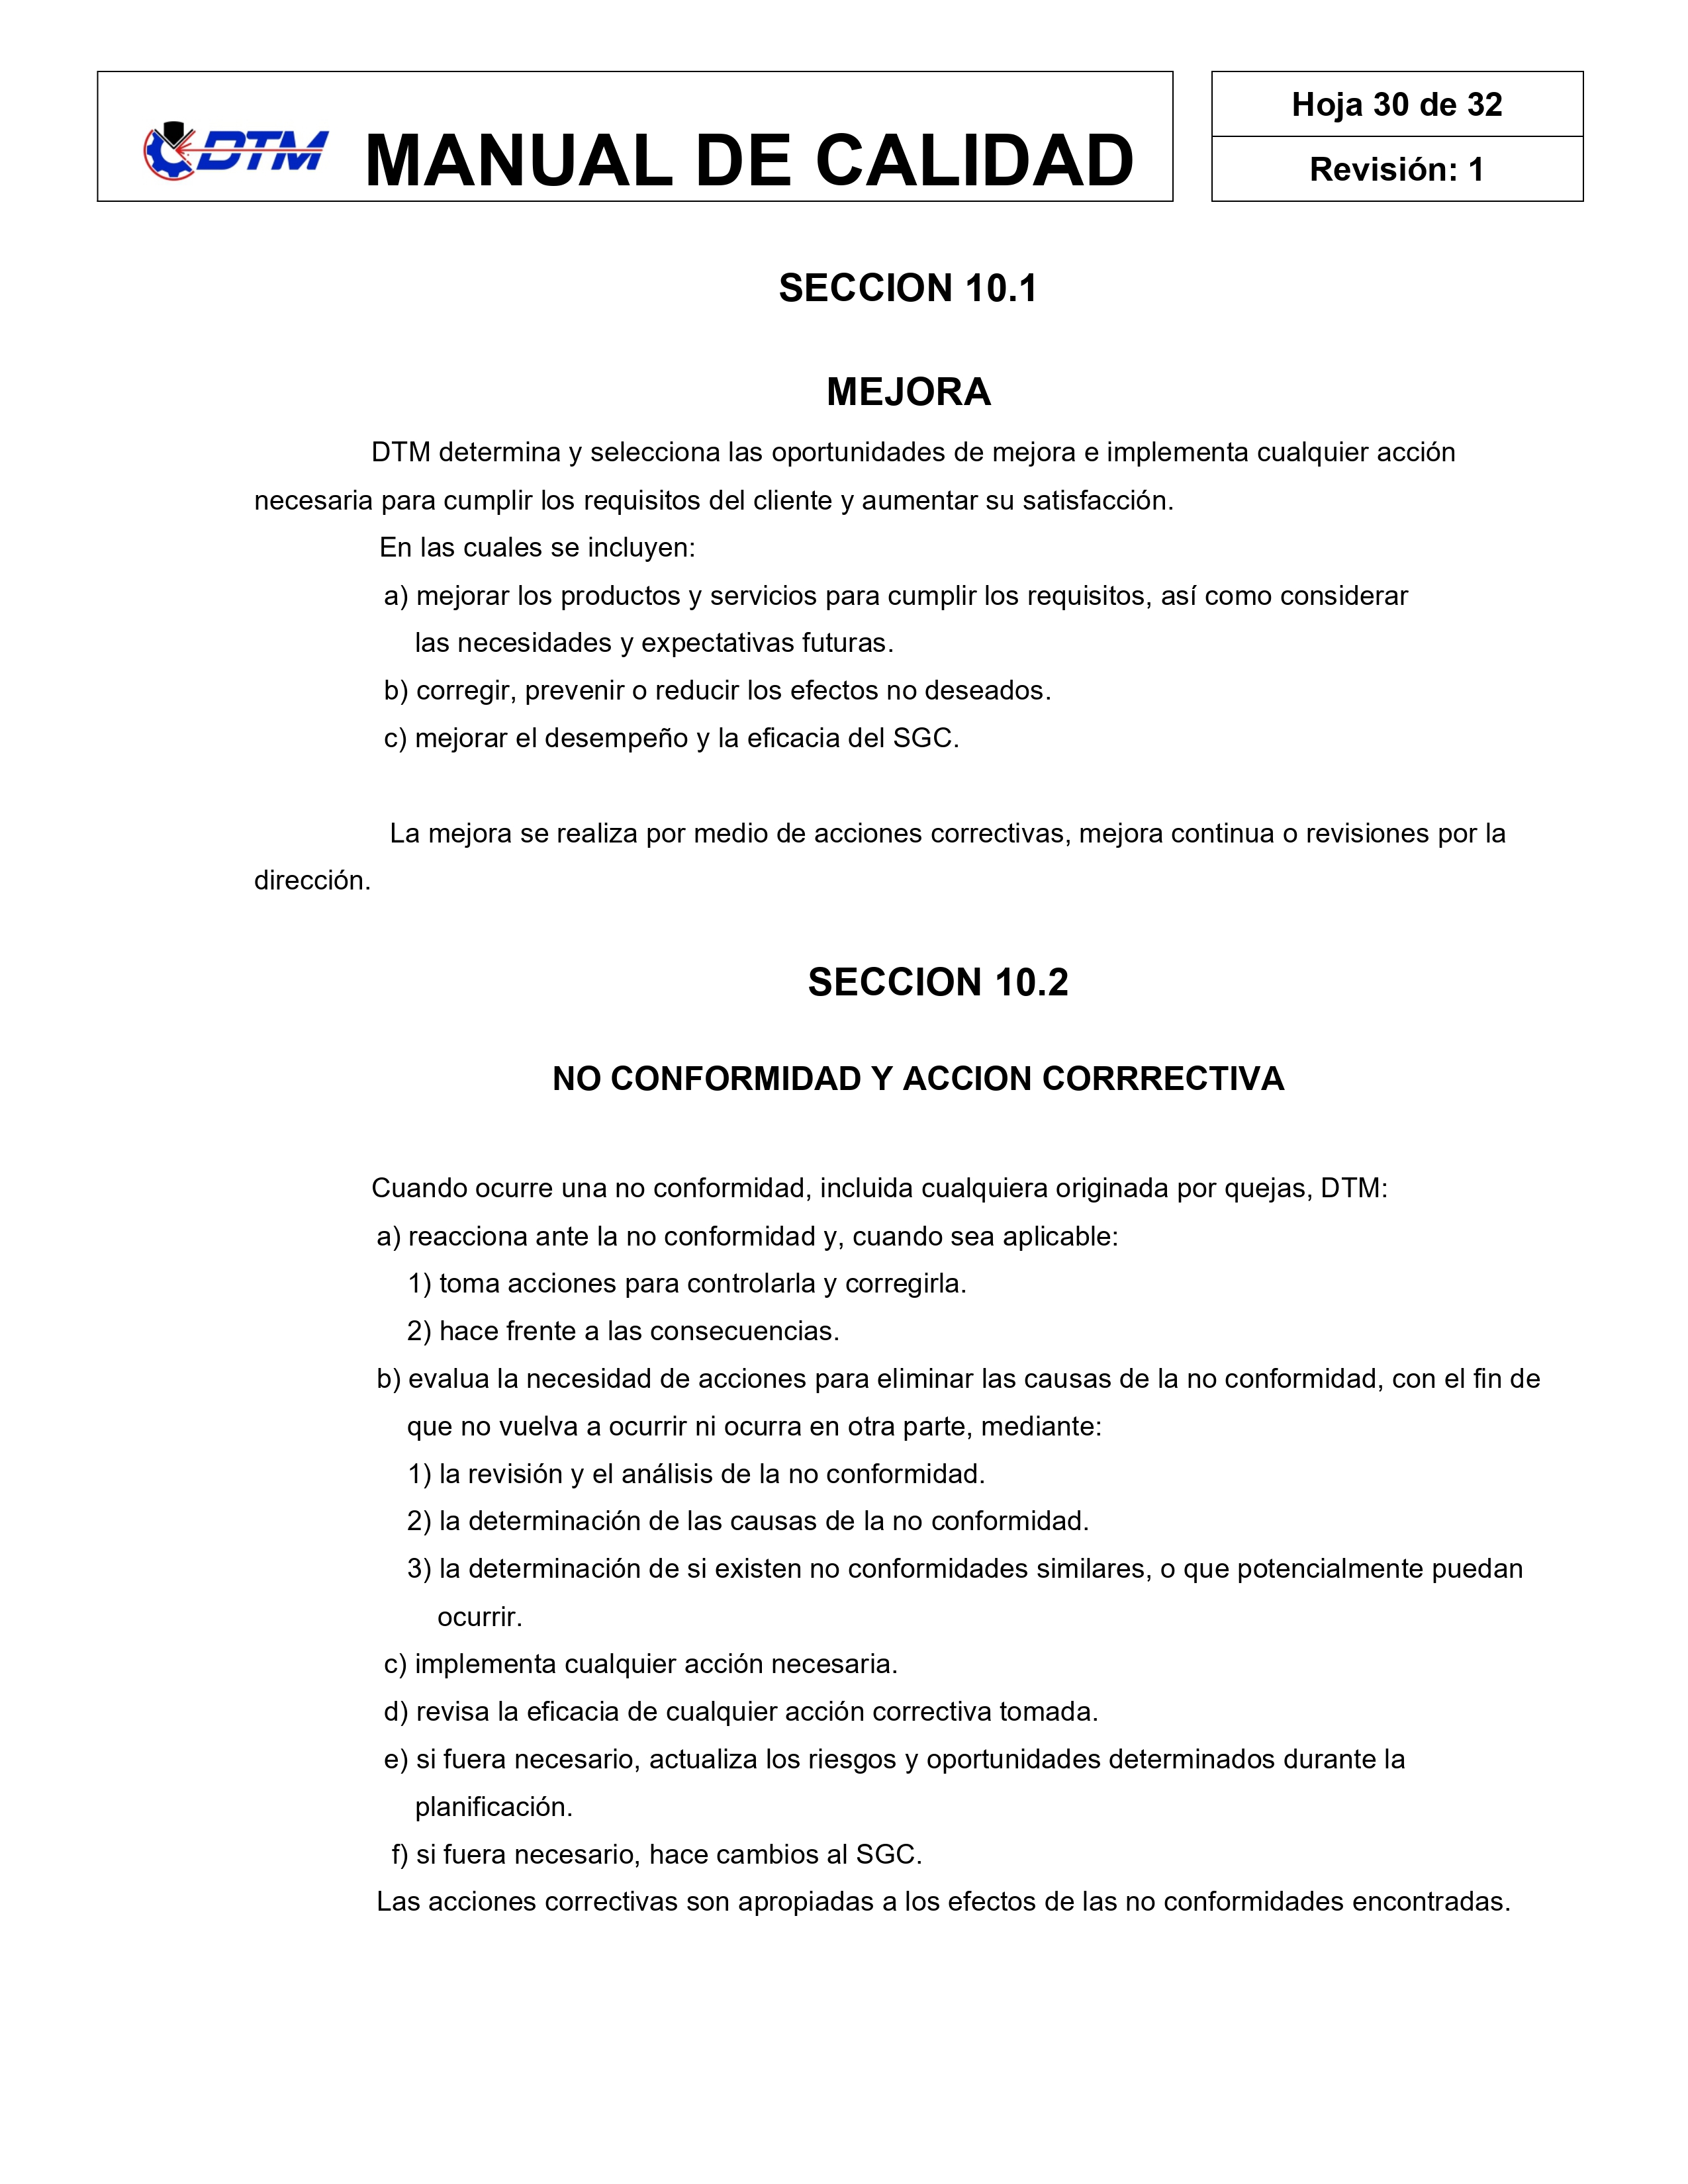 DTM
MANUAL DE CALIDAD
Hoja 30 de 32
Revisión: 1
SECCION 10.1
MEJORA
DTM determina y selecciona las oportunidades de mejora e implementa cualquier acción
necesaria para cumplir los requisitos del cliente y aumentar su satisfacción.
En las cuales se incluyen:
a) mejorar los productos y servicios para cumplir los requisitos, así como considerar
las necesidades y expectativas futuras.
b) corregir, prevenir o reducir los efectos no deseados.
c) mejorar el desempeño y la eficacia del SGC.
La mejora se realiza por medio de acciones correctivas, mejora continua o revisiones por la
dirección.
SECCION 10.2
NO CONFORMIDAD Y ACCION CORRRECTIVA
Cuando ocurre una no conformidad, incluida cualquiera originada por quejas, DTM:
a) reacciona ante la no conformidad y, cuando sea aplicable:
1) toma acciones para controlarla y corregirla.
2) hace frente a las consecuencias.
b) evalua la necesidad de acciones para eliminar las causas de la no conformidad, con el fin de
que no vuelva a ocurrir ni ocurra en otra parte, mediante:
1) la revisión y el análisis de la no conformidad.
2) la determinación de las causas de la no conformidad.
3) la determinación de si existen no conformidades similares, o que potencialmente puedan
ocurrir.
c) implementa cualquier acción necesaria.
d) revisa la eficacia de cualquier acción correctiva tomada.
e) si fuera necesario, actualiza los riesgos y oportunidades determinados durante la
planificación.
f) si fuera necesario, hace cambios al SGC.
Las acciones correctivas son apropiadas a los efectos de las no conformidades encontradas.